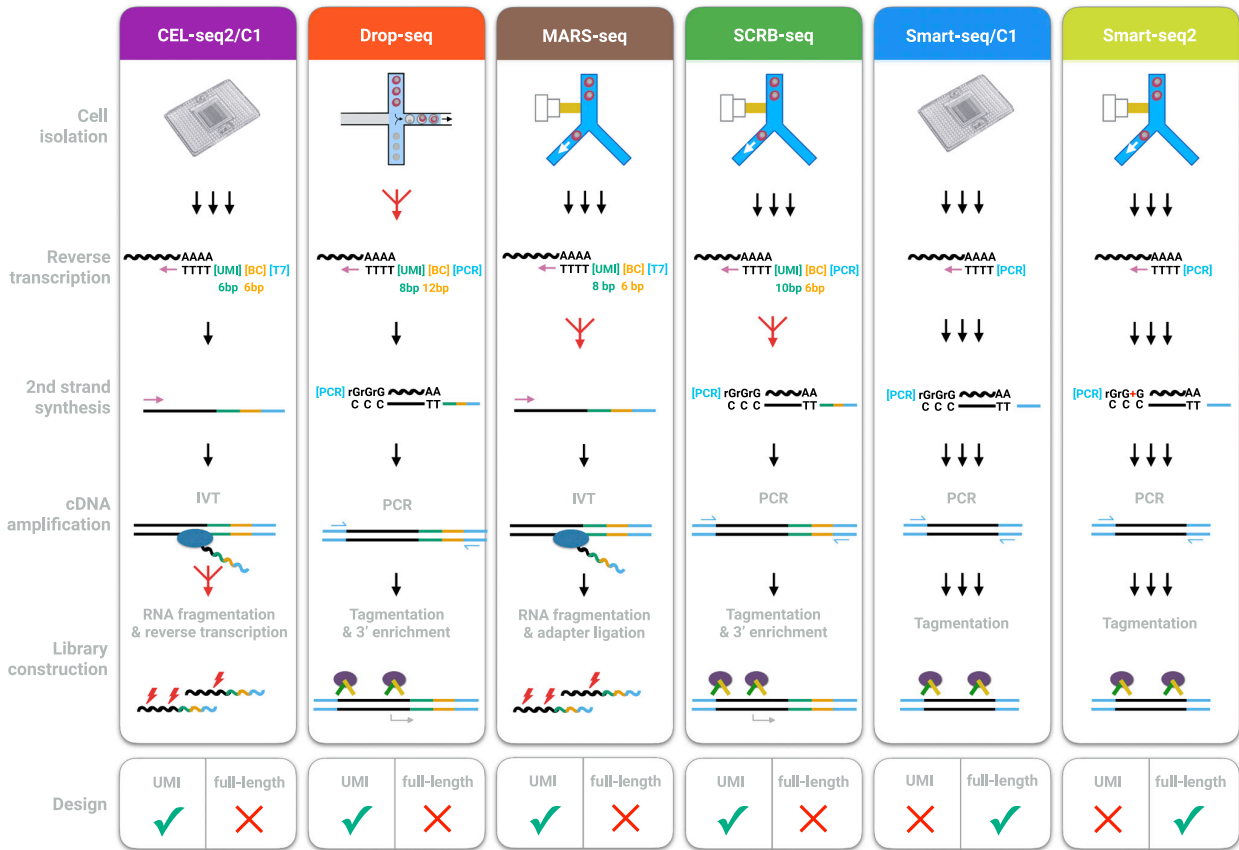 CEL-seq2/C1 Drop-seq MARS-seq SCRB-seq Smart-seq/C1 Smart-seq2
Cell
isolation
Reverse
transcription
AAAA AAAA AAAA AAAA AAAA AAAA
TTTT [UMI] [BC] [T7] TTTT [UMI] [BC] [PCR] TTTT [UMI] [BC] [T7] TTTT [UMI] [BC] [PCR] TTTT [PCR] TTTT [PCR]
6bp 6bp 8bp 12bp 8 bp 6 bp 10bp 6bp
2nd strand
synthesis
[PCR] rGrGrG AA [PCR] rGrGrG AA [PCR] rGrGrG AA [PCR] rGrG+G AA
C C C TT C C C TT C C C TT C C C TT
cDNA
amplification
IVT PCR IVT PCR PCR PCR
Library
construction
RNA fragmentation
& reverse transcription
Tagmentation
& 3’ enrichment
RNA fragmentation
& adapter ligation
Tagmentation
& 3’ enrichment
Tagmentation
Tagmentation
Design
UMI full-length UMI full-length UMI full-length UMI full-length UMI full-length UMI full-length